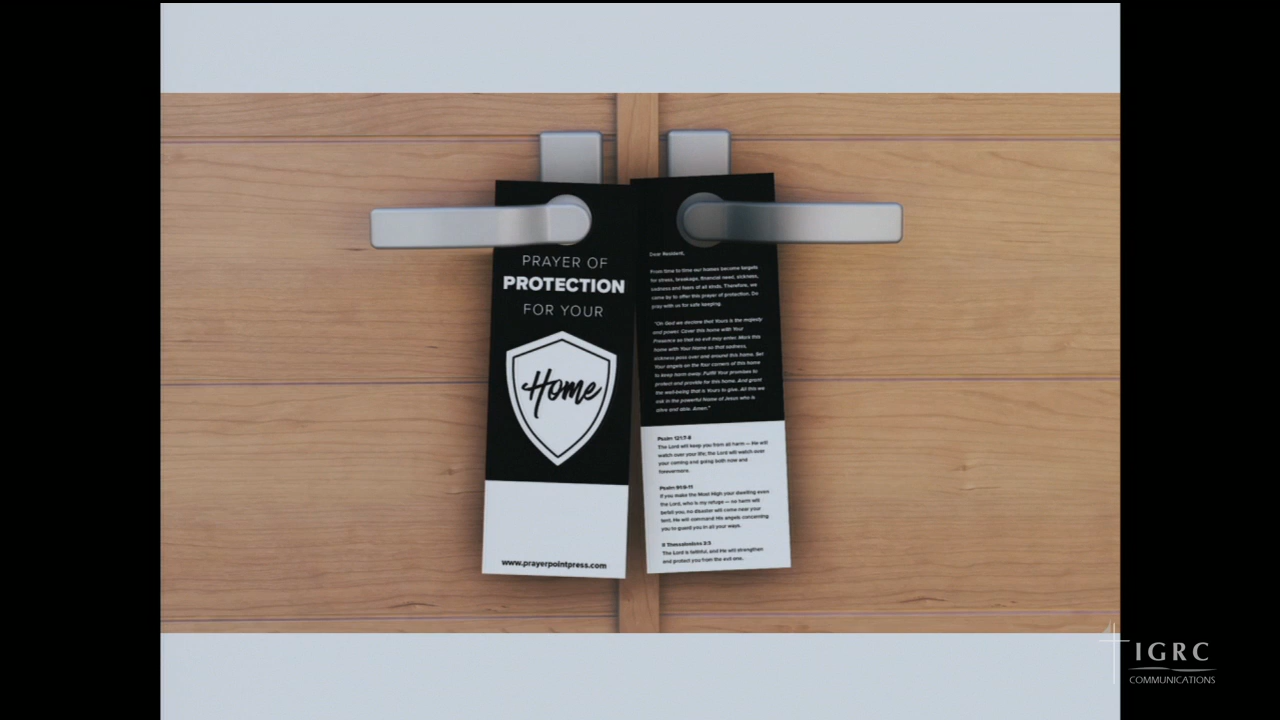 PRAYER OF
PROTECTION
FOR YOUR
Home
www.prayerpointpress.com
Dear Resident,
From time to time our homes become targets
for stress, breakage, financial need, sickness,
sadness and fears of all kinds. Therefore, we
came by to offer this prayer of protection. Do
pray with us for safe keeping.
"Oh God we declare that Yours is the majesty
and power. Cover this home with Your
Presence so that no evil may enter. Mark this
home with Your Name so that sadness,
sickness pass over and around this home. Set
Your angels on the four corners of this home
to keep harm away. Fulfill Your promises to
protect and provide for this home. And grant
the well-being that is Yours to give. All this we
ask in the powerful Name of Jesus who is
alive and able. Amen."
Psalm 121:7-8
The Lord will keep you from all harm — He will
watch over your life; the Lord will watch over
your coming and going both now and
forevermore.
Psalm 91:9-11
If you make the Most High your dwelling even
the Lord, who is my refuge — no harm will
befall you, no disaster will come near your
tent. He will command His angels concerning
you to guard you in all your ways.
II Thessalonians 3:3
The Lord is faithful, and He will strengthen
and protect you from the evil one.
IGRC
COMMUNICATIONS